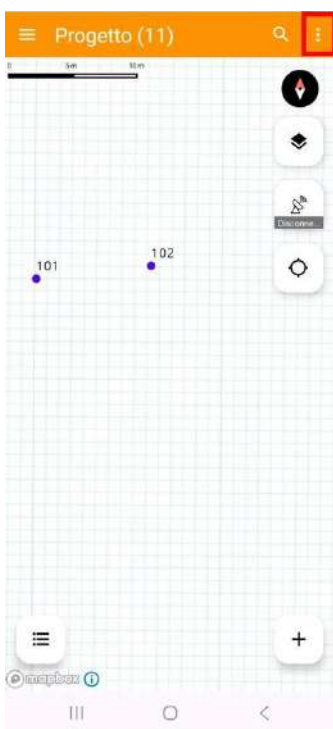 Progetto (11)
0 5m 10 m
Disconne...
102
101
mapbox